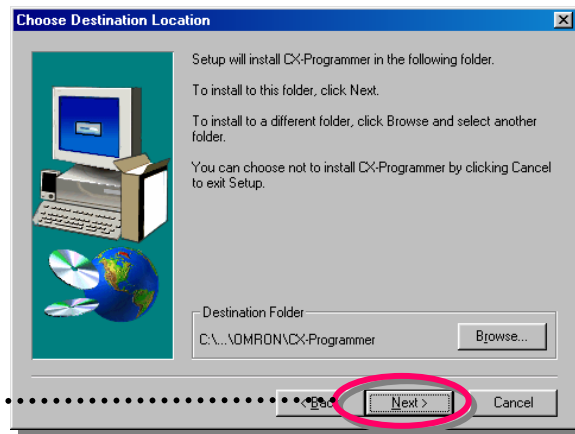 Choose Destination Location
Setup will install CX-Programmer in the following folder.
To install to this folder, click Next.
To install to a different folder, click Browse and select another
folder.
You can choose not to install CX-Programmer by clicking Cancel
to exit Setup.
Destination Folder
C:\...\OMRON\CX-Programmer
Browse...
< Back
Next >
Cancel